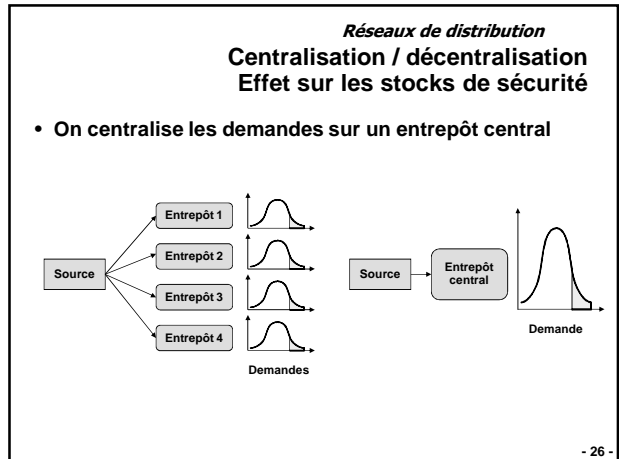 Réseaux de distribution
Centralisation / décentralisation
Effet sur les stocks de sécurité
• On centralise les demandes sur un entrepôt central
Source
Entrepôt 1
Entrepôt 2
Entrepôt 3
Entrepôt 4
Demandes
Source
Entrepôt
central
Demande
- 26 -